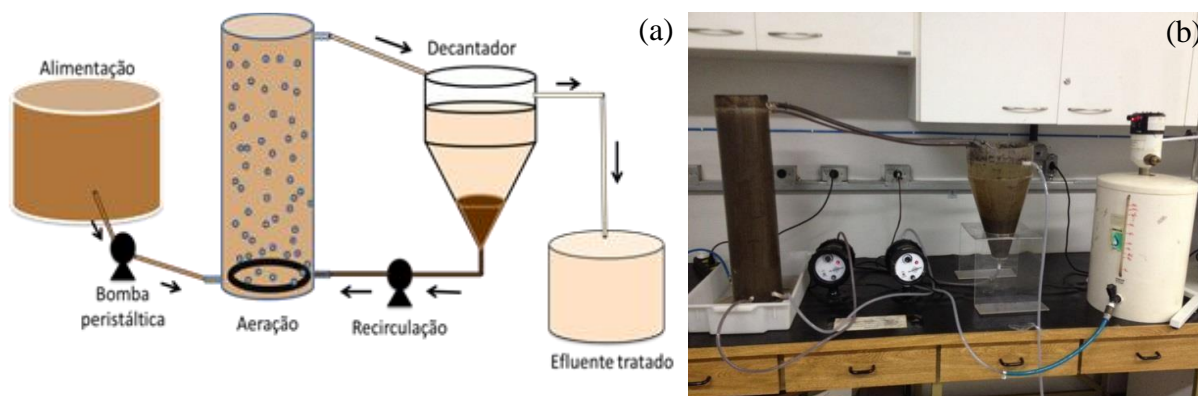 (a)
Alimentação
Decantador
Bomba
peristáltica
Aeração
Recirculação
Efluente tratado
(b)